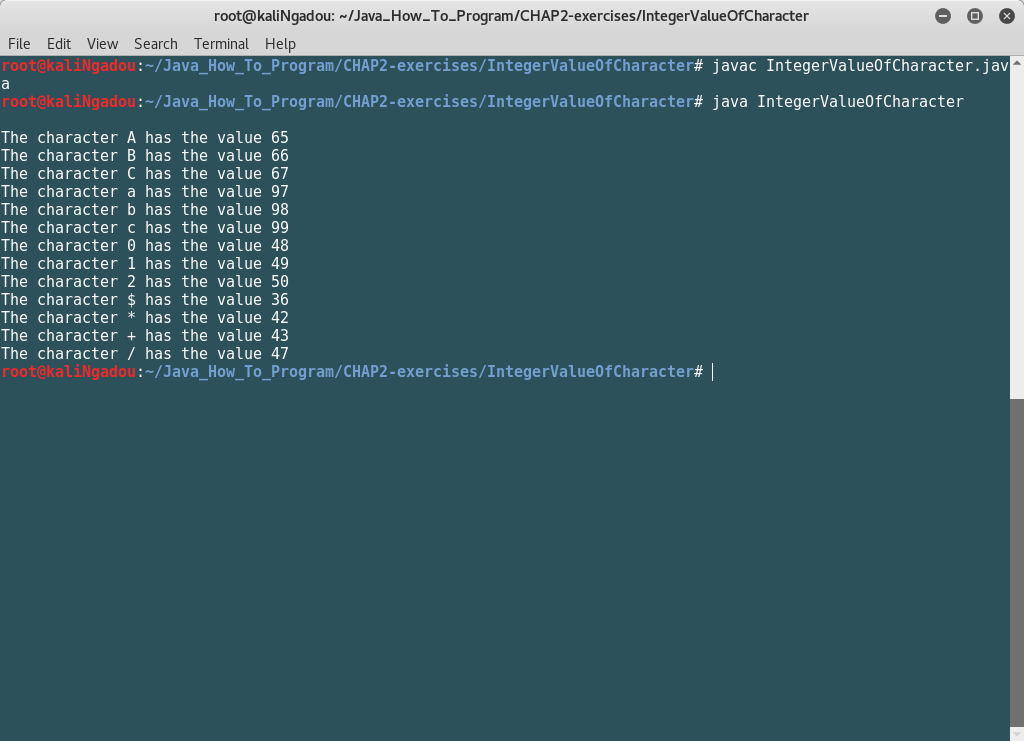 root@kaliNgadou: ~/Java_How_To_Program/CHAP2-exercises/IntegerValueOfCharacter
File Edit View Search Terminal Help
root@kaliNgadou:~/Java_How_To_Program/CHAP2-exercises/IntegerValueOfCharacter# javac IntegerValueOfCharacter.jav
a
root@kaliNgadou:~/Java_How_To_Program/CHAP2-exercises/IntegerValueOfCharacter# java IntegerValueOfCharacter
The character A has the value 65
The character B has the value 66
The character C has the value 67
The character a has the value 97
The character b has the value 98
The character c has the value 99
The character 0 has the value 48
The character 1 has the value 49
The character 2 has the value 50
The character $ has the value 36
The character * has the value 42
The character + has the value 43
The character / has the value 47
root@kaliNgadou:~/Java_How_To_Program/CHAP2-exercises/IntegerValueOfCharacter#